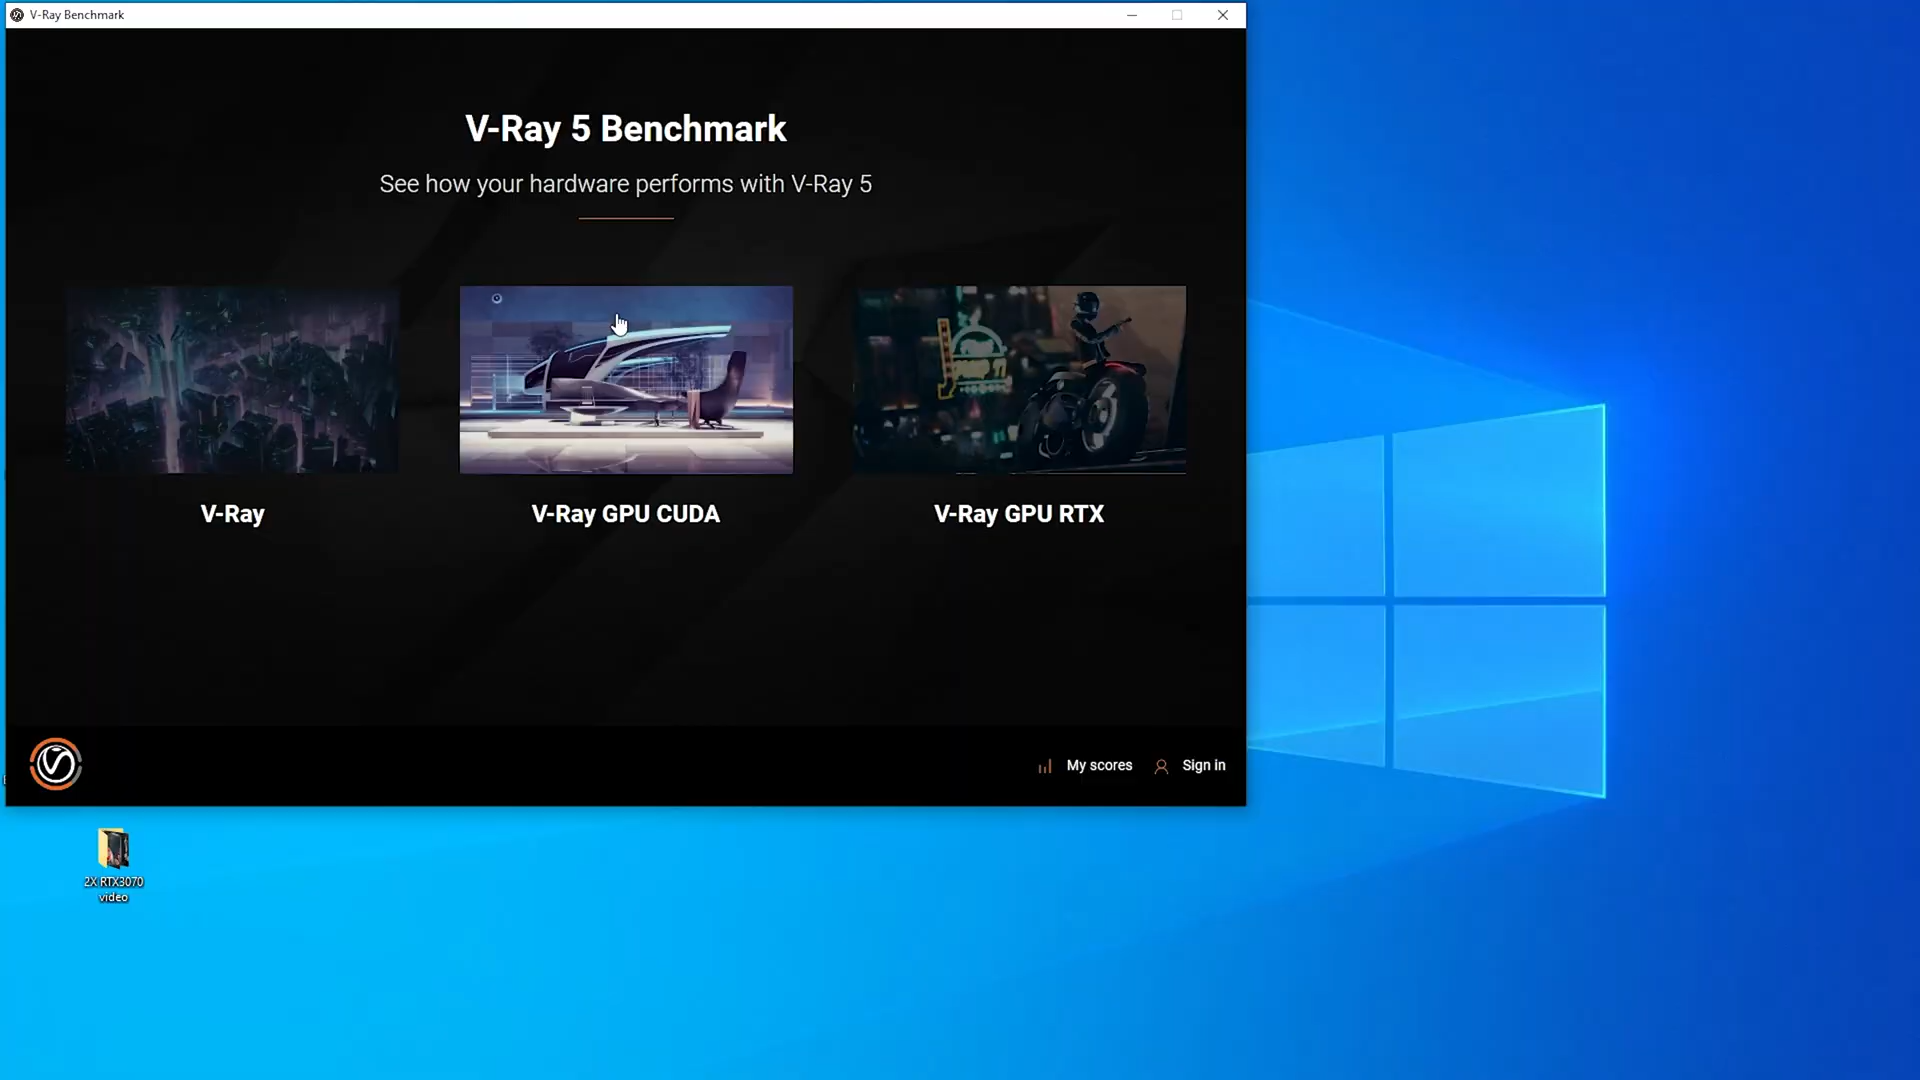 V-Ray Benchmark
V-Ray 5 Benchmark
See how your hardware performs with V-Ray 5
V-Ray
V-Ray GPU CUDA
V-Ray GPU RTX
My scores
Sign in
2X RTX3070
video